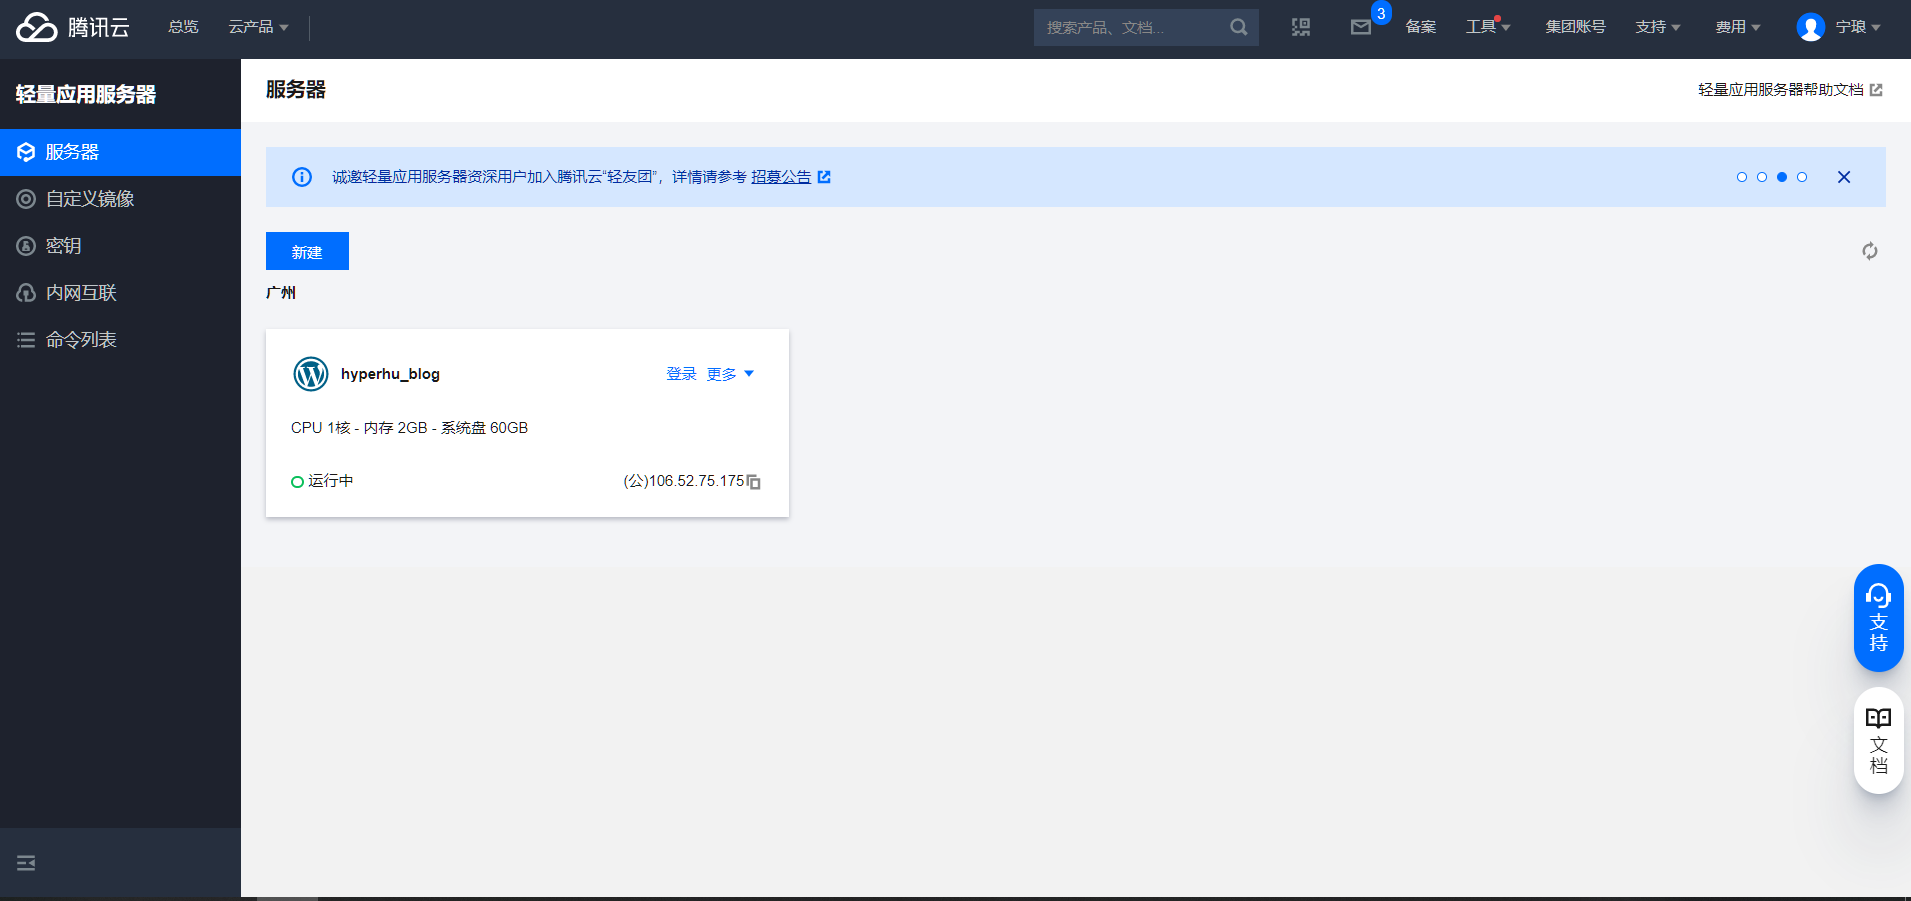 腾讯云
总览
云产品
搜索产品、文档...
3
备案
工具
集团账号
支持
费用
宁琅
轻量应用服务器
服务器
自定义镜像
密钥
内网互联
命令列表
服务器
轻量应用服务器帮助文档
诚邀轻量应用服务器资深用户加入腾讯云“轻友团”，详情请参考 招募公告
新建
广州
hyperhu_blog
登录 更多
CPU 1核 - 内存 2GB - 系统盘 60GB
运行中
(公)106.52.75.175
支持
文档